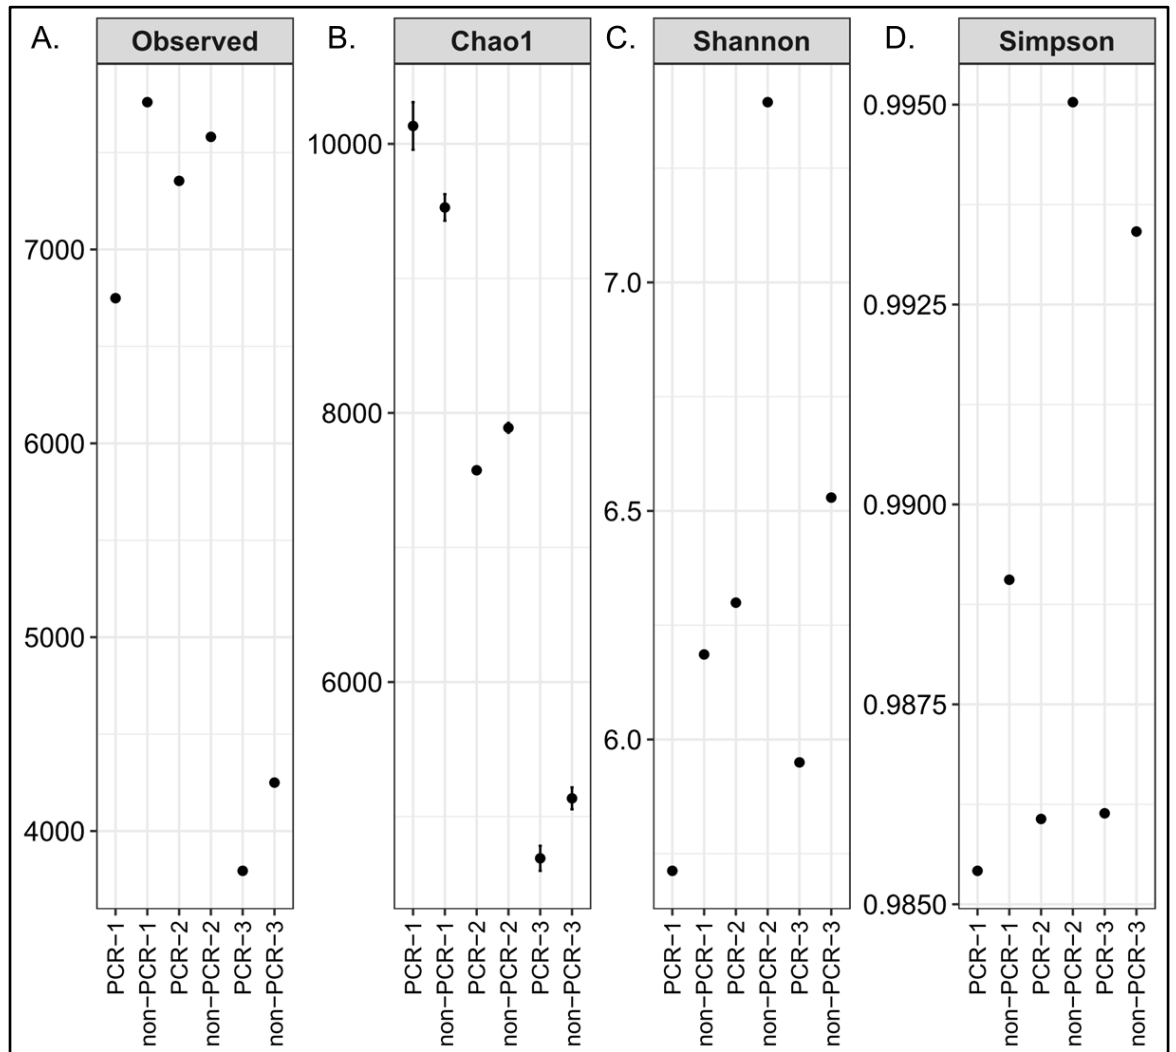 A.
Observed
7000
6000
5000
4000
PCR−1
non−PCR−1
PCR−2
non−PCR−2
PCR−3
non−PCR−3
B.
Chao1
10000
8000
6000
PCR−1
non−PCR−1
PCR−2
non−PCR−2
PCR−3
non−PCR−3
C.
Shannon
7.0
6.5
6.0
PCR−1
non−PCR−1
PCR−2
non−PCR−2
PCR−3
non−PCR−3
D.
Simpson
0.9950
0.9925
0.9900
0.9875
0.9850
PCR−1
non−PCR−1
PCR−2
non−PCR−2
PCR−3
non−PCR−3